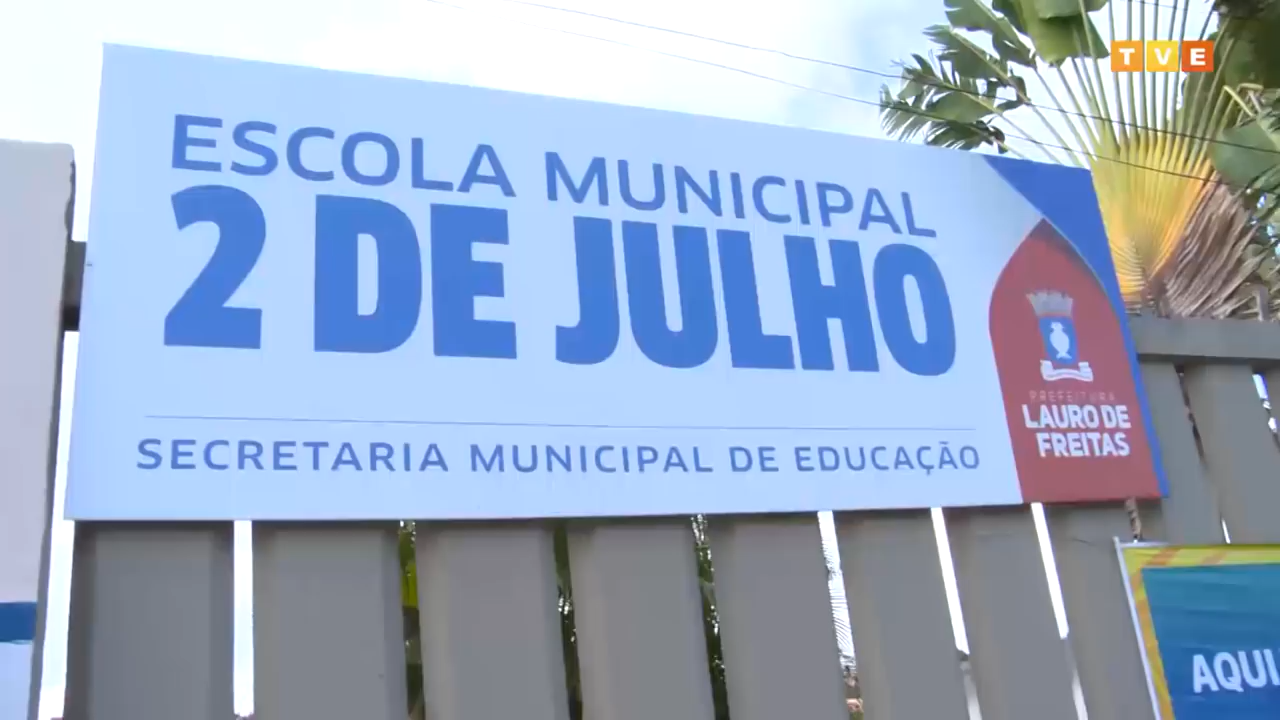 TVE
ESCOLA MUNICIPAL
2 DE JULHO
SECRETARIA MUNICIPAL DE EDUCAÇÃO
PREFEITURA
LAURO DE
FREITAS
AQUI